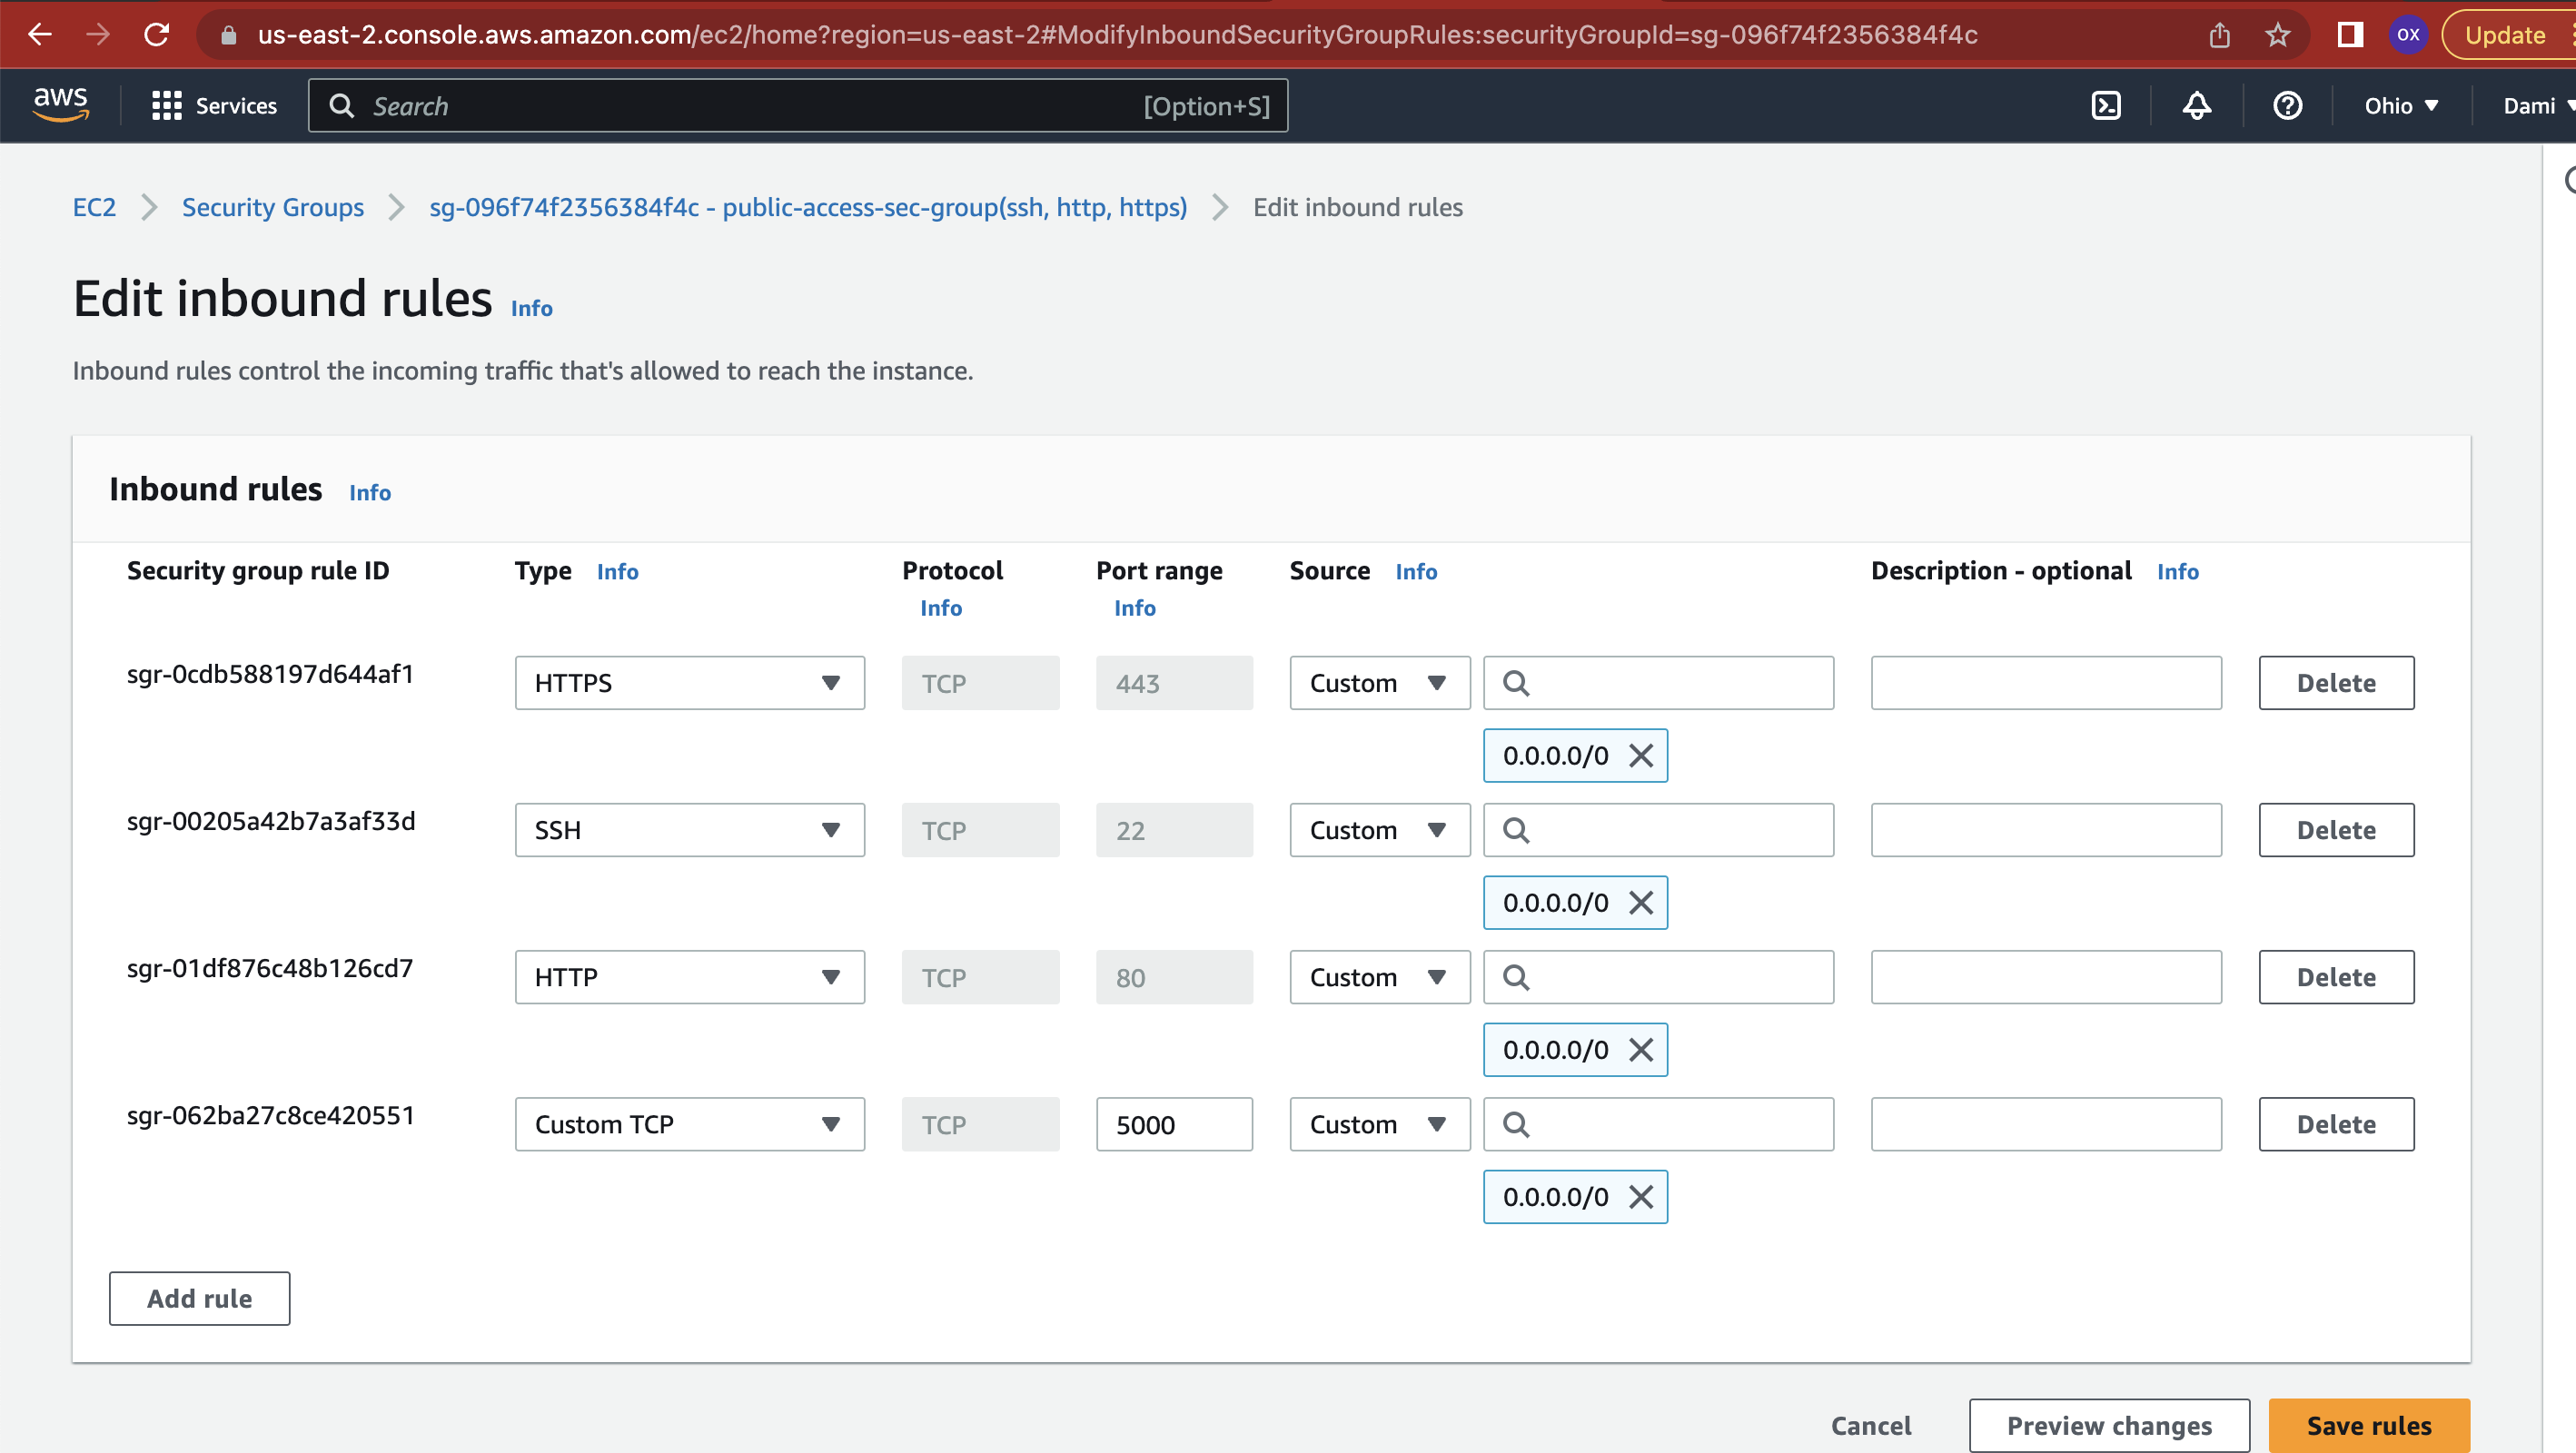 us-east-2.console.aws.amazon.com/ec2/home?region=us-east-2#ModifyInboundSecurityGroupRules:securityGroupId=sg-096f74f2356384f4c OX Update
aws Services Search [Option+S] Ohio Dami
EC2 Security Groups sg-096f74f2356384f4c - public-access-sec-group(ssh, http, https) Edit inbound rules
Edit inbound rules Info
Inbound rules control the incoming traffic that's allowed to reach the instance.
Inbound rules Info
Security group rule ID Type Info Protocol Port range Source Info Description - optional Info
Info Info
sgr-0cdb588197d644af1 HTTPS TCP 443 Custom Delete
0.0.0.0/0
sgr-00205a42b7a3af33d SSH TCP 22 Custom Delete
0.0.0.0/0
sgr-01df876c48b126cd7 HTTP TCP 80 Custom Delete
0.0.0.0/0
sgr-062ba27c8ce420551 Custom TCP TCP 5000 Custom Delete
0.0.0.0/0
Add rule
Cancel Preview changes Save rules